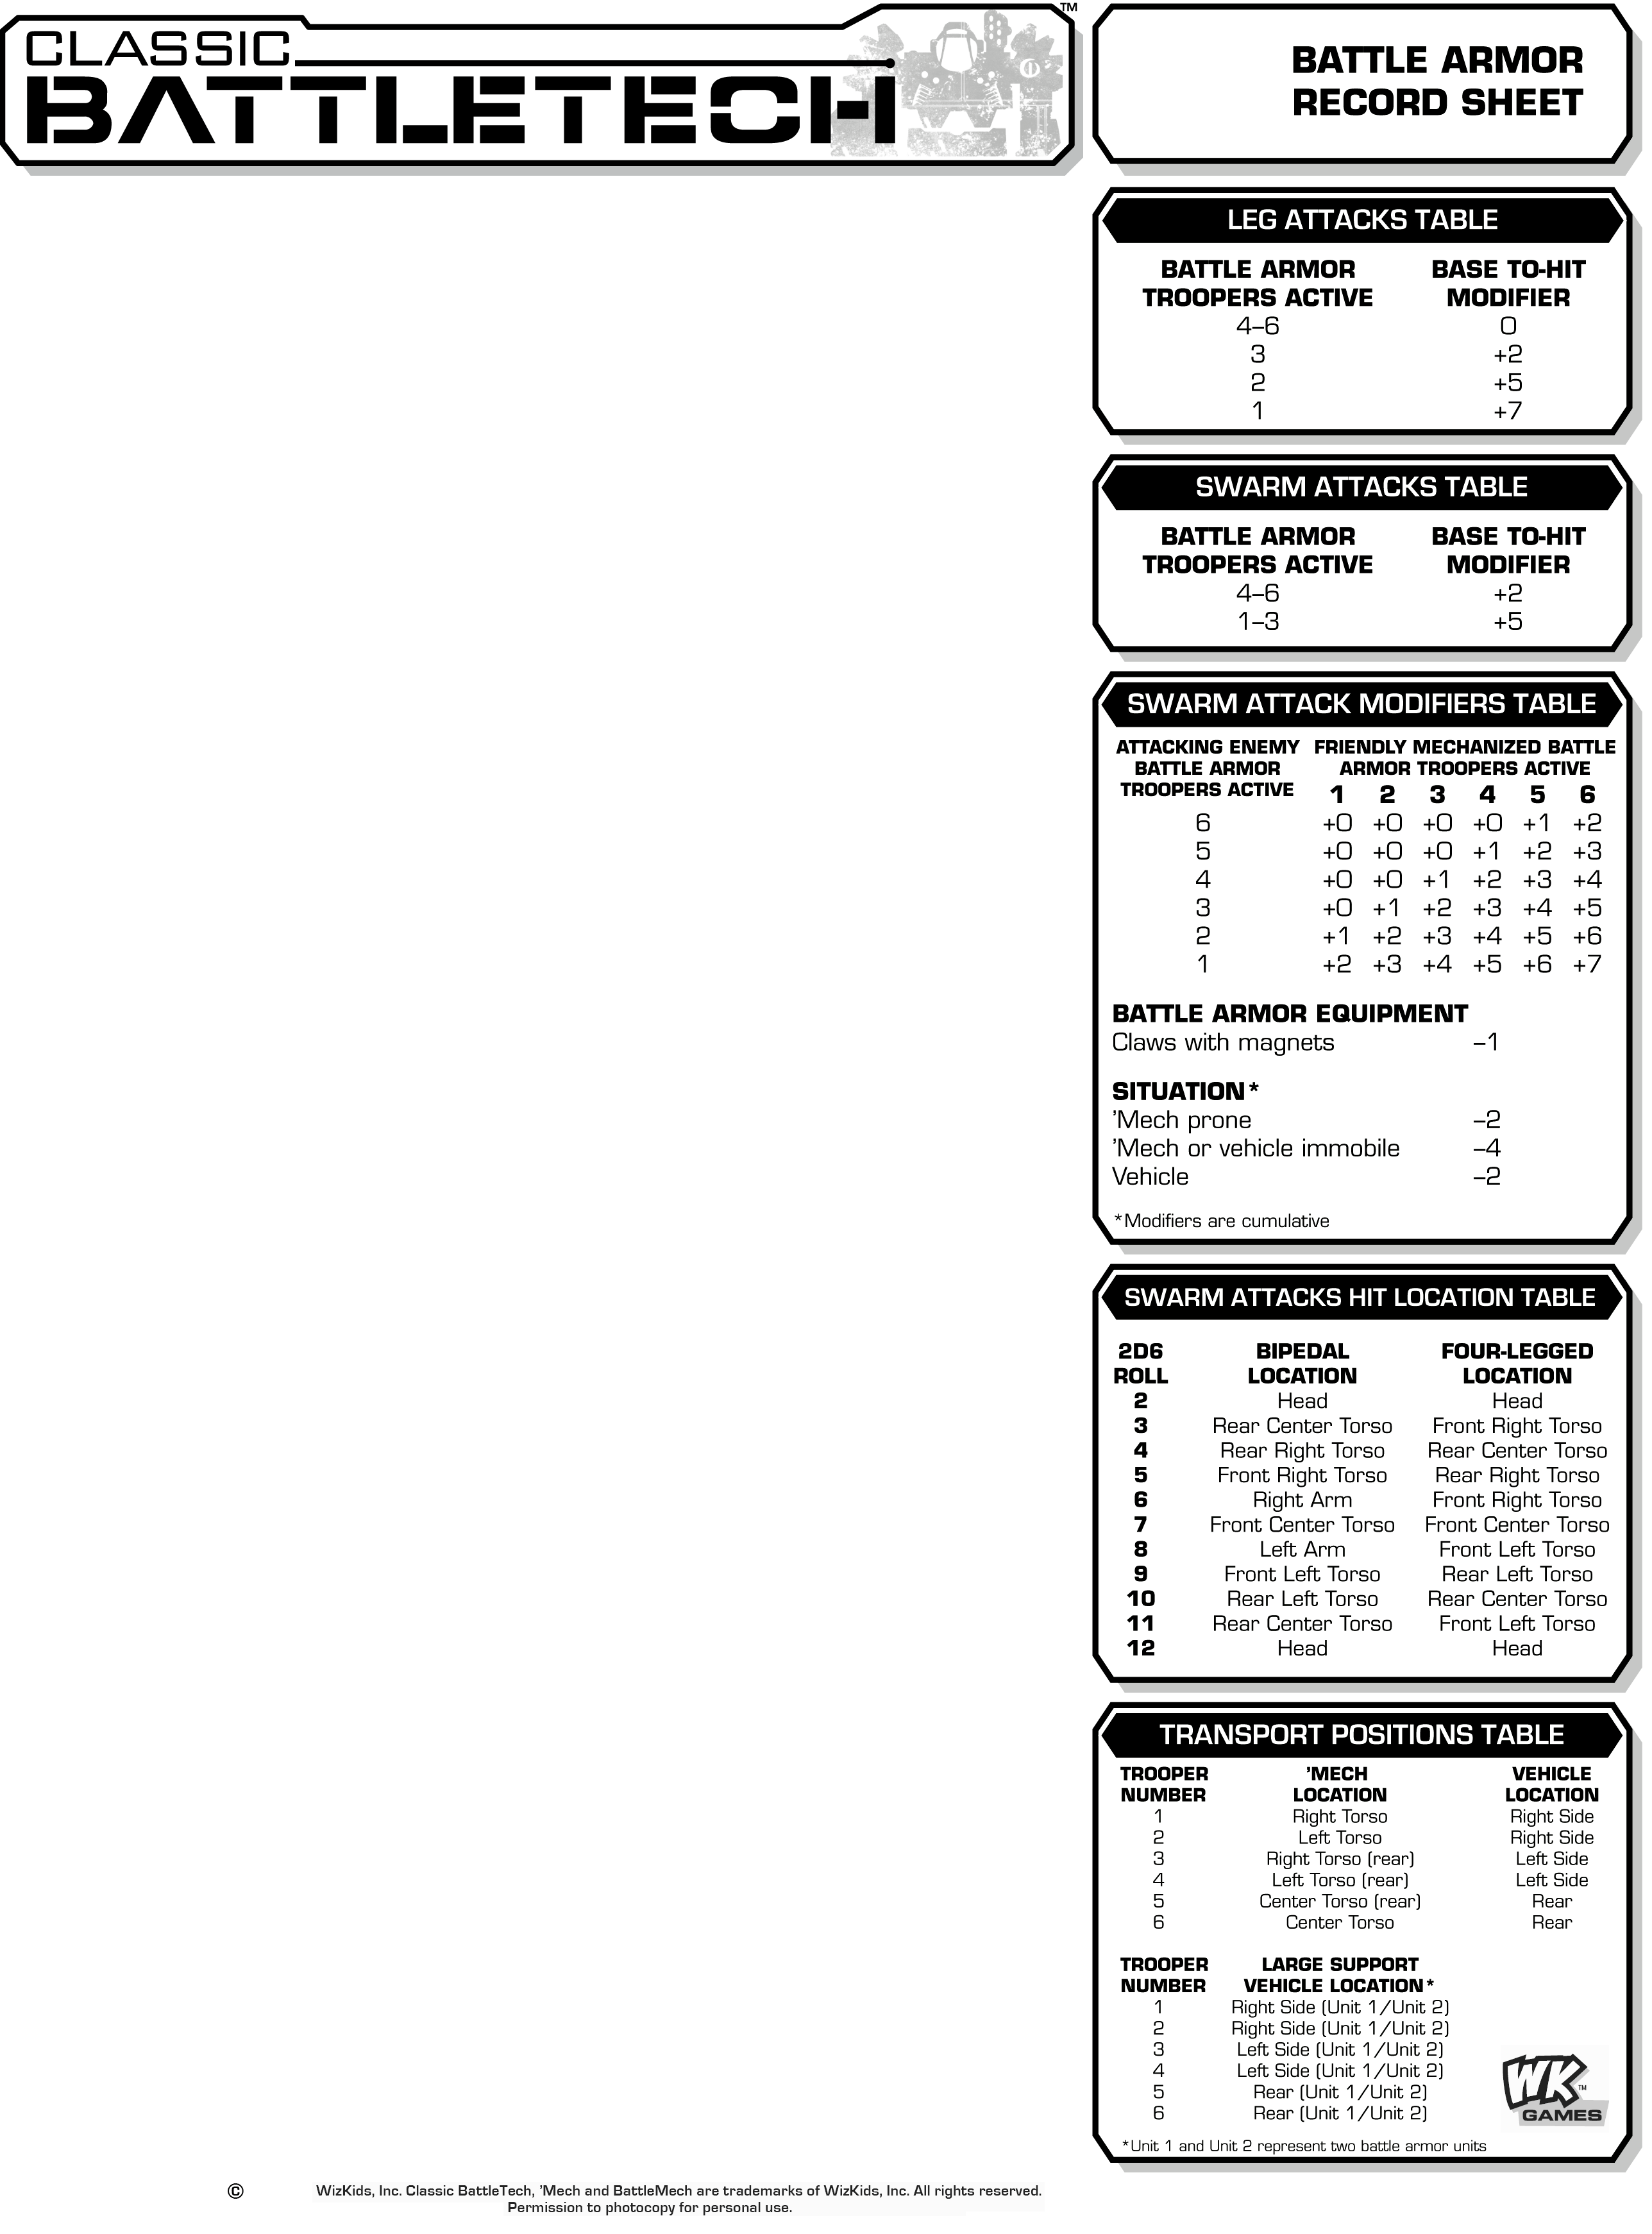 CLASSIC
BATTLETECH
™
BATTLE ARMOR
RECORD SHEET
LEG ATTACKS TABLE
BATTLE ARMOR BASE TO-HIT
TROOPERS ACTIVE MODIFIER
4–6 0
3 +2
2 +5
1 +7
SWARM ATTACKS TABLE
BATTLE ARMOR BASE TO-HIT
TROOPERS ACTIVE MODIFIER
4–6 +2
1–3 +5
SWARM ATTACK MODIFIERS TABLE
ATTACKING ENEMY FRIENDLY MECHANIZED BATTLE
BATTLE ARMOR ARMOR TROOPERS ACTIVE
TROOPERS ACTIVE 1 2 3 4 5 6
6 +0 +0 +0 +0 +1 +2
5 +0 +0 +0 +1 +2 +3
4 +0 +0 +1 +2 +3 +4
3 +0 +1 +2 +3 +4 +5
2 +1 +2 +3 +4 +5 +6
1 +2 +3 +4 +5 +6 +7
BATTLE ARMOR EQUIPMENT
Claws with magnets –1
SITUATION*
’Mech prone –2
’Mech or vehicle immobile –4
Vehicle –2
*Modifiers are cumulative
SWARM ATTACKS HIT LOCATION TABLE
2D6 BIPEDAL FOUR-LEGGED
ROLL LOCATION LOCATION
2 Head Head
3 Rear Center Torso Front Right Torso
4 Rear Right Torso Rear Center Torso
5 Front Right Torso Rear Right Torso
6 Right Arm Front Right Torso
7 Front Center Torso Front Center Torso
8 Left Arm Front Left Torso
9 Front Left Torso Rear Left Torso
10 Rear Left Torso Rear Center Torso
11 Rear Center Torso Front Left Torso
12 Head Head
TRANSPORT POSITIONS TABLE
TROOPER ’MECH VEHICLE
NUMBER LOCATION LOCATION
1 Right Torso Right Side
2 Left Torso Right Side
3 Right Torso (rear) Left Side
4 Left Torso (rear) Left Side
5 Center Torso (rear) Rear
6 Center Torso Rear
TROOPER LARGE SUPPORT
NUMBER VEHICLE LOCATION*
1 Right Side (Unit 1/Unit 2)
2 Right Side (Unit 1/Unit 2)
3 Left Side (Unit 1/Unit 2)
4 Left Side (Unit 1/Unit 2)
5 Rear (Unit 1/Unit 2)
6 Rear (Unit 1/Unit 2)
WK™
GAMES
*Unit 1 and Unit 2 represent two battle armor units
© WizKids, Inc. Classic BattleTech, ’Mech and BattleMech are trademarks of WizKids, Inc. All rights reserved.
Permission to photocopy for personal use.